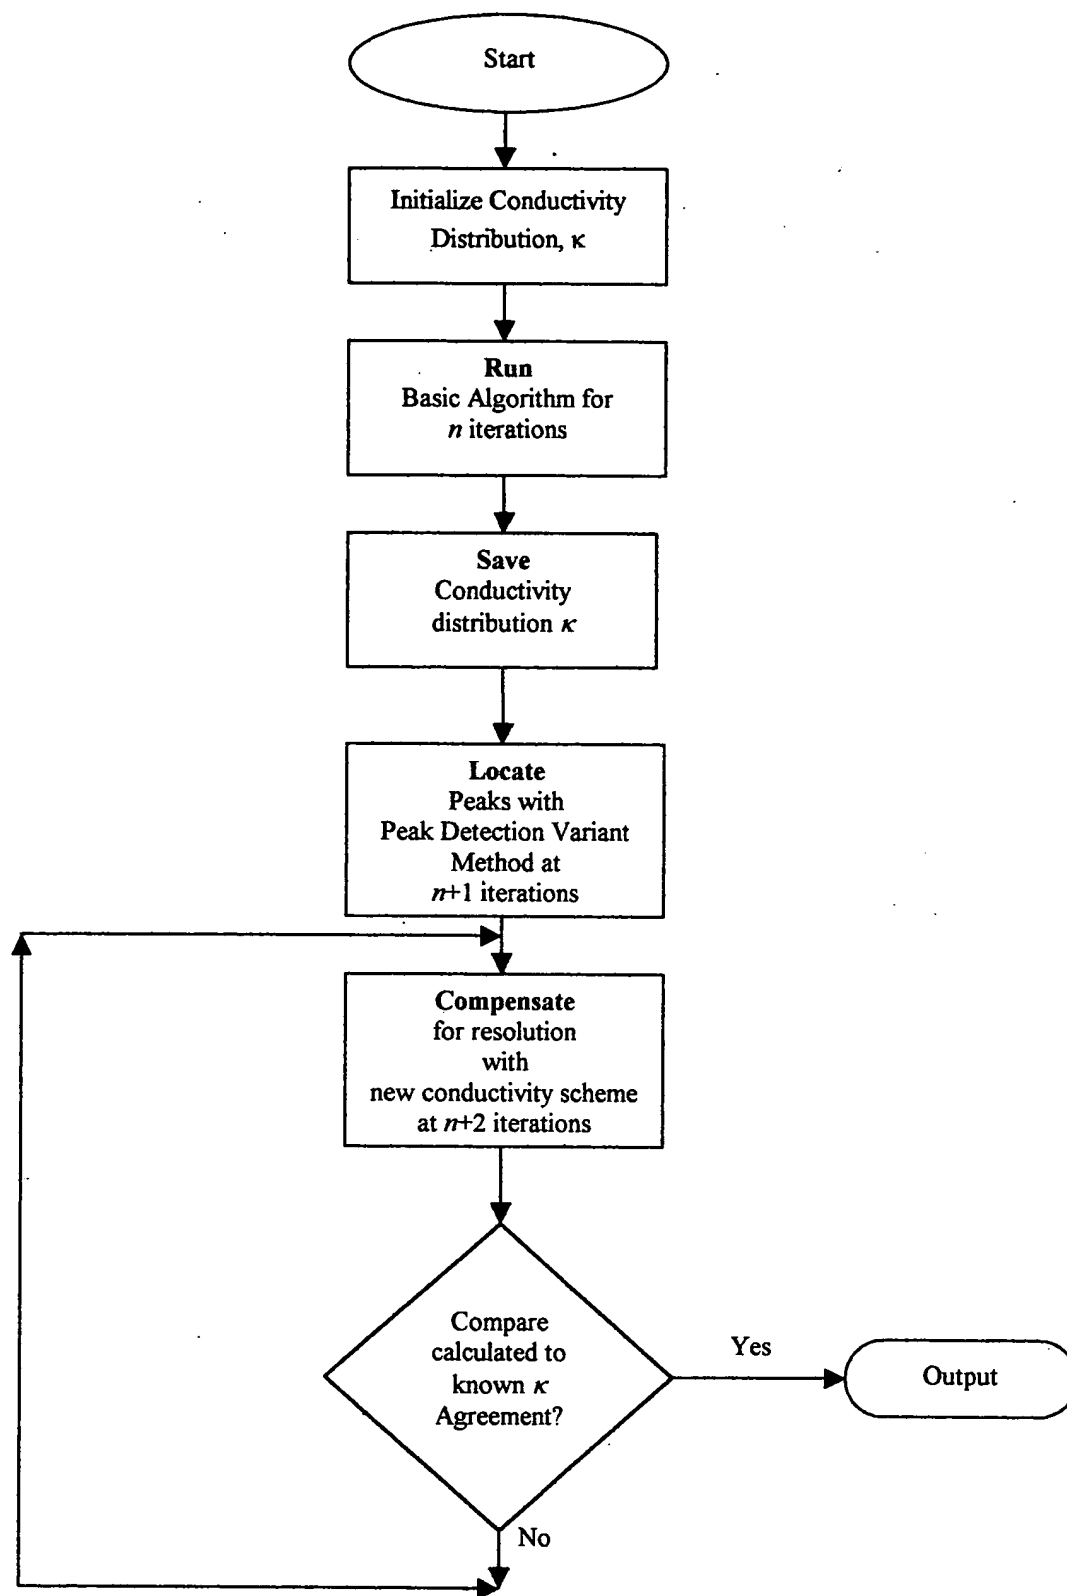 Start
Initialize Conductivity
Distribution, κ
Run
Basic Algorithm for
n iterations
Save
Conductivity
distribution κ
Locate
Peaks with
Peak Detection Variant
Method at
n+1 iterations
Compensate
for resolution
with
new conductivity scheme
at n+2 iterations
Compare
calculated to
known κ
Agreement?
Yes
Output
No